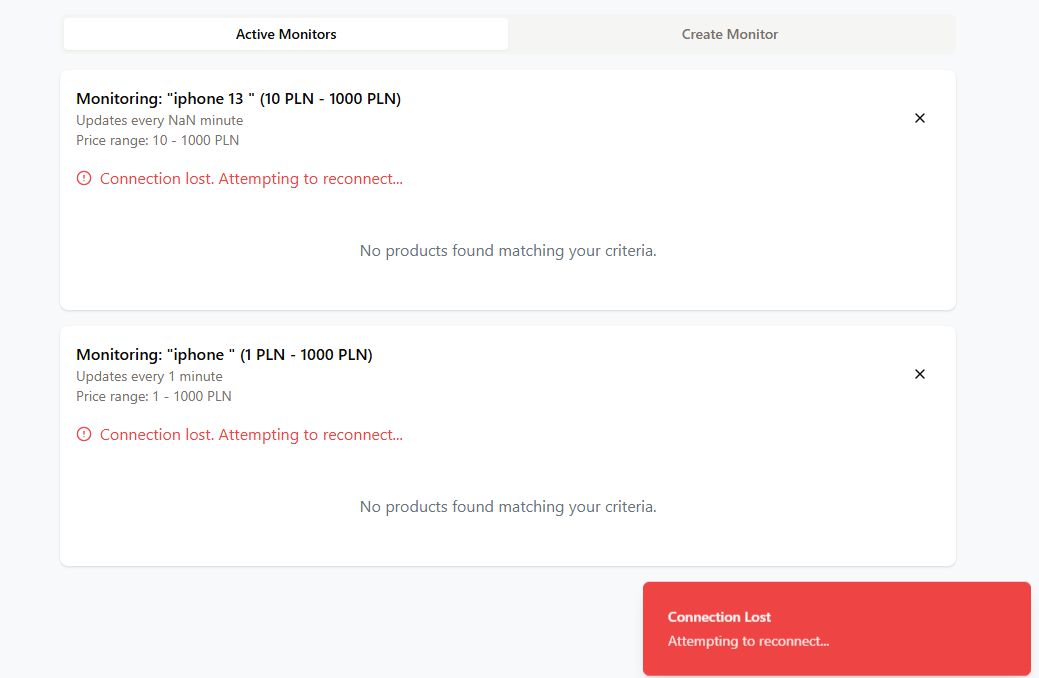 Active Monitors
Create Monitor
Monitoring: "iphone 13 " (10 PLN - 1000 PLN)
Updates every NaN minute
Price range: 10 - 1000 PLN
Connection lost. Attempting to reconnect...
No products found matching your criteria.
Monitoring: "iphone " (1 PLN - 1000 PLN)
Updates every 1 minute
Price range: 1 - 1000 PLN
Connection lost. Attempting to reconnect...
No products found matching your criteria.
Connection Lost
Attempting to reconnect...